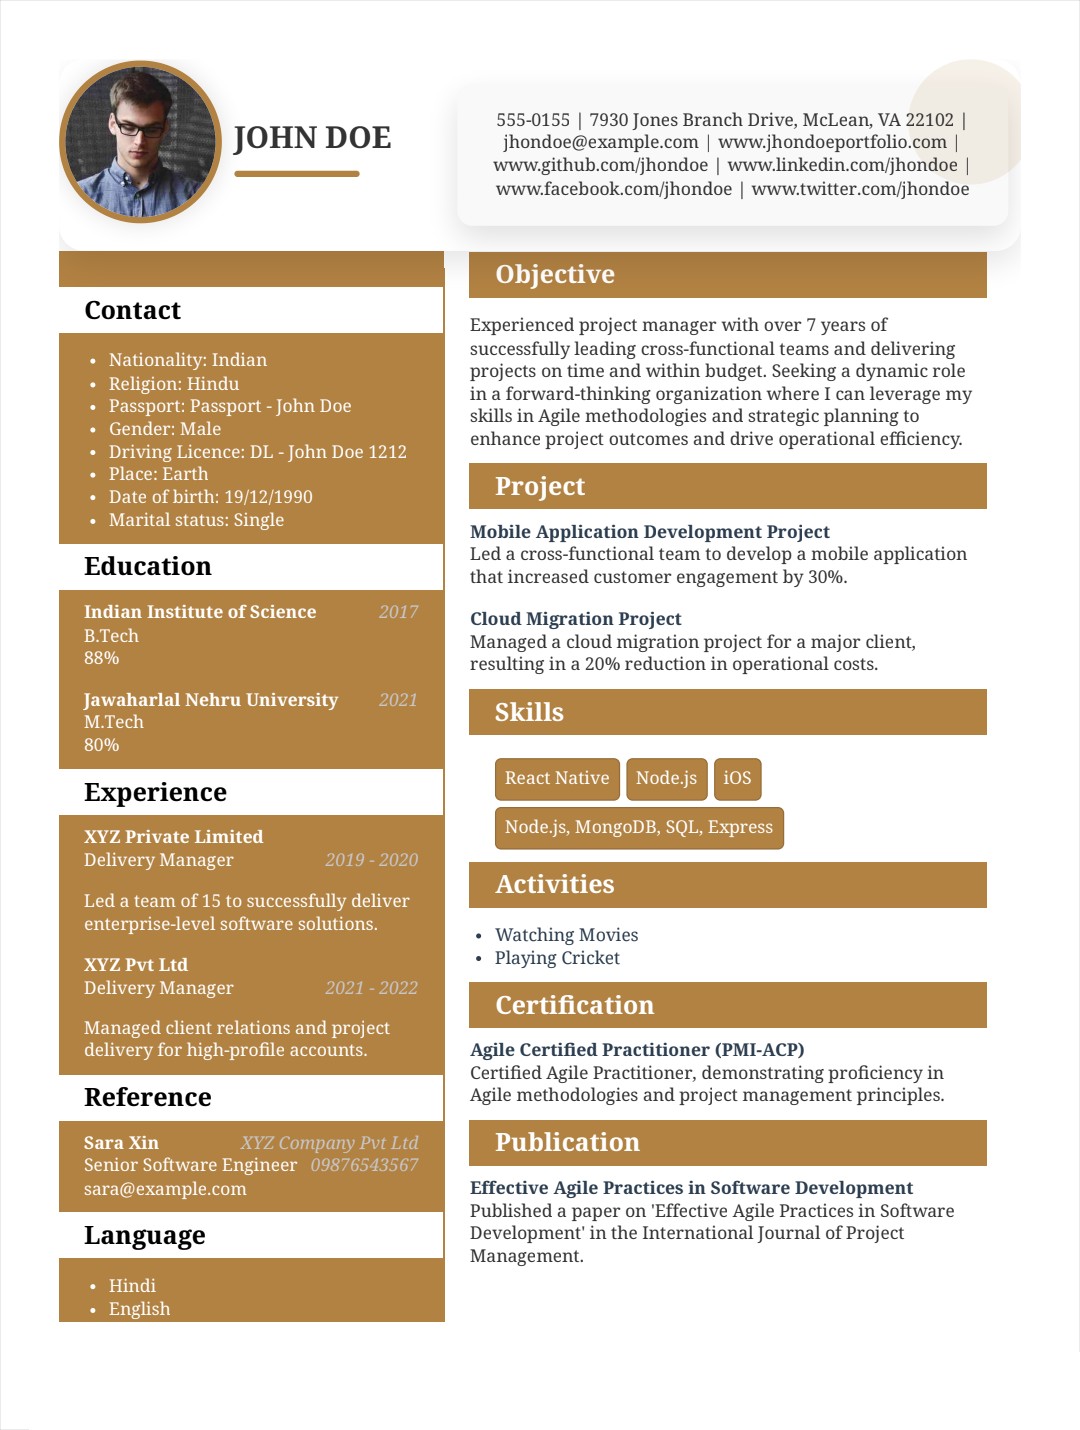 JOHN DOE
555-0155 | 7930 Jones Branch Drive, McLean, VA 22102 |
jhondoe@example.com | www.jhondoeportfolio.com |
www.github.com/jhondoe | www.linkedin.com/jhondoe |
www.facebook.com/jhondoe | www.twitter.com/jhondoe
Contact
• Nationality: Indian
• Religion: Hindu
• Passport: Passport - John Doe
• Gender: Male
• Driving Licence: DL - John Doe 1212
• Place: Earth
• Date of birth: 19/12/1990
• Marital status: Single
Education
Indian Institute of Science 2017
B.Tech
88%
Jawaharlal Nehru University 2021
M.Tech
80%
Experience
XYZ Private Limited
Delivery Manager 2019 - 2020
Led a team of 15 to successfully deliver
enterprise-level software solutions.
XYZ Pvt Ltd
Delivery Manager 2021 - 2022
Managed client relations and project
delivery for high-profile accounts.
Reference
Sara Xin XYZ Company Pvt Ltd
Senior Software Engineer 09876543567
sara@example.com
Language
• Hindi
• English
Objective
Experienced project manager with over 7 years of
successfully leading cross-functional teams and delivering
projects on time and within budget. Seeking a dynamic role
in a forward-thinking organization where I can leverage my
skills in Agile methodologies and strategic planning to
enhance project outcomes and drive operational efficiency.
Project
Mobile Application Development Project
Led a cross-functional team to develop a mobile application
that increased customer engagement by 30%.
Cloud Migration Project
Managed a cloud migration project for a major client,
resulting in a 20% reduction in operational costs.
Skills
React Native Node.js iOS
Node.js, MongoDB, SQL, Express
Activities
• Watching Movies
• Playing Cricket
Certification
Agile Certified Practitioner (PMI-ACP)
Certified Agile Practitioner, demonstrating proficiency in
Agile methodologies and project management principles.
Publication
Effective Agile Practices in Software Development
Published a paper on 'Effective Agile Practices in Software
Development' in the International Journal of Project
Management.